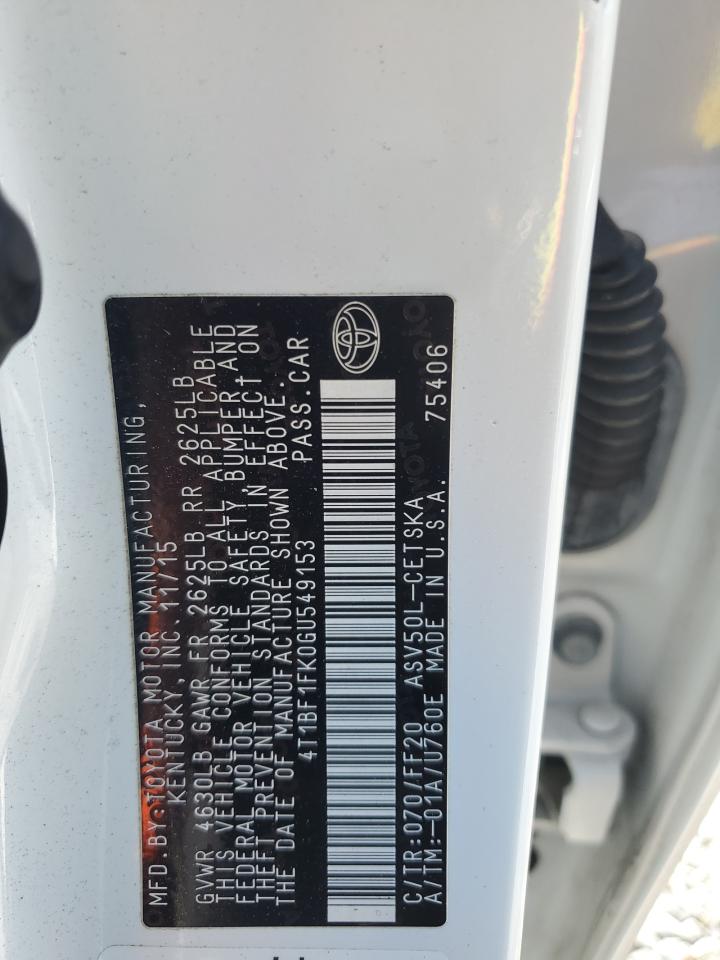 MFD. BY:TOYOTA MOTOR MANUFACTURING,
KENTUCKY INC.11/15
GVWR 4630LB GAWR FR 2625LB RR 2625LB
THIS VEHICLE CONFORMS TO ALL APPLICABLE
FEDERAL MOTOR VEHICLE SAFETY, BUMPER AND
THEFT PREVENTION STANDARDS IN EFFECT ON
THE DATE OF MANUFACTURE SHOWN ABOVE.
4T1BF1FK0GU549153 PASS.CAR
C/TR:070/FF20 ASV50L-CETSKA 75406
A/TM:-01A/U760E MADE IN U.S.A.